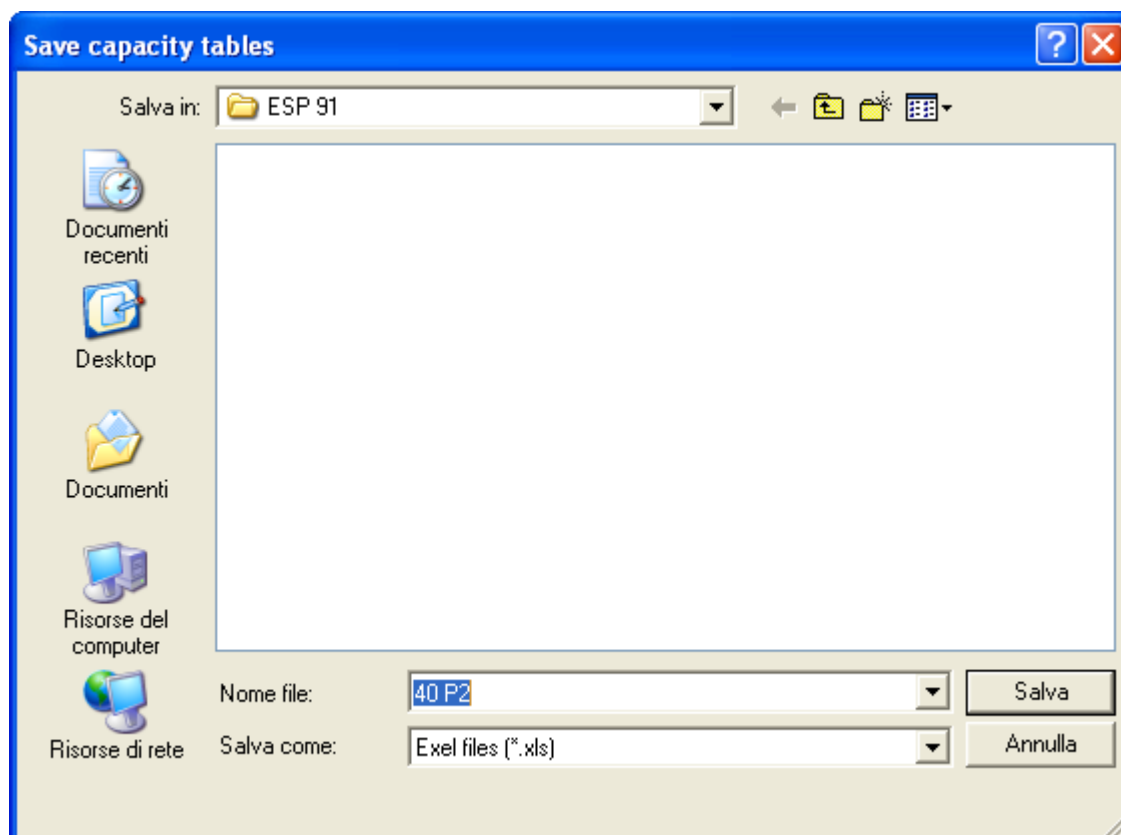 Save capacity tables
Salva in:
ESP 91
Documenti
recenti
Desktop
Documenti
Risorse del
computer
Risorse di rete
Nome file:
40 P2
Salva
Salva come:
Exel files (*.xls)
Annulla